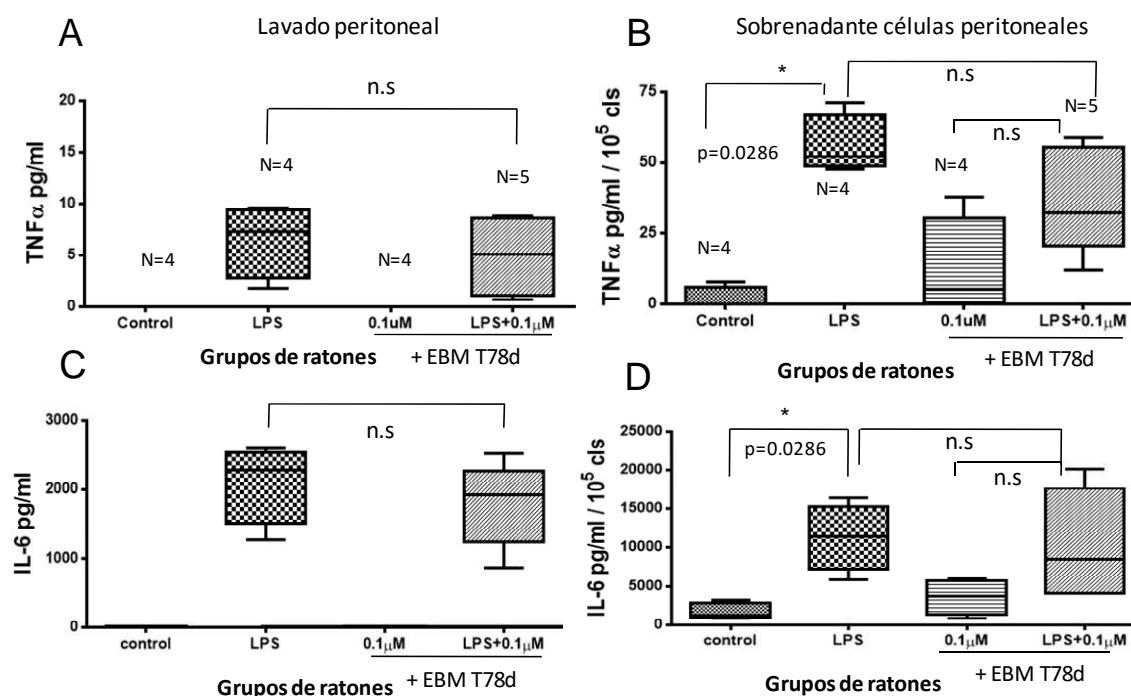 A
Lavado peritoneal
n.s
20
15
10
5
0
TNFα pg/ml
N=4
N=4
N=4
N=5
Control
LPS
0.1uM
LPS+0.1μM
Grupos de ratones
+ EBM T78d
B
Sobrenadante células peritoneales
*
n.s
n.s
75
50
25
0
TNFα pg/ml / 10⁵ cls
p=0.0286
N=4
N=4
N=4
N=5
Control
LPS
0.1uM
LPS+0.1μM
Grupos de ratones
+ EBM T78d
C
n.s
3000
2000
1000
0
IL-6 pg/ml
control
LPS
0.1μM
LPS+0.1μM
Grupos de ratones
+ EBM T78d
D
*
p=0.0286
n.s
n.s
25000
20000
15000
10000
5000
0
IL-6 pg/ml / 10⁵ cls
control
LPS
0.1μM
LPS+0.1μM
Grupos de ratones
+ EBM T78d